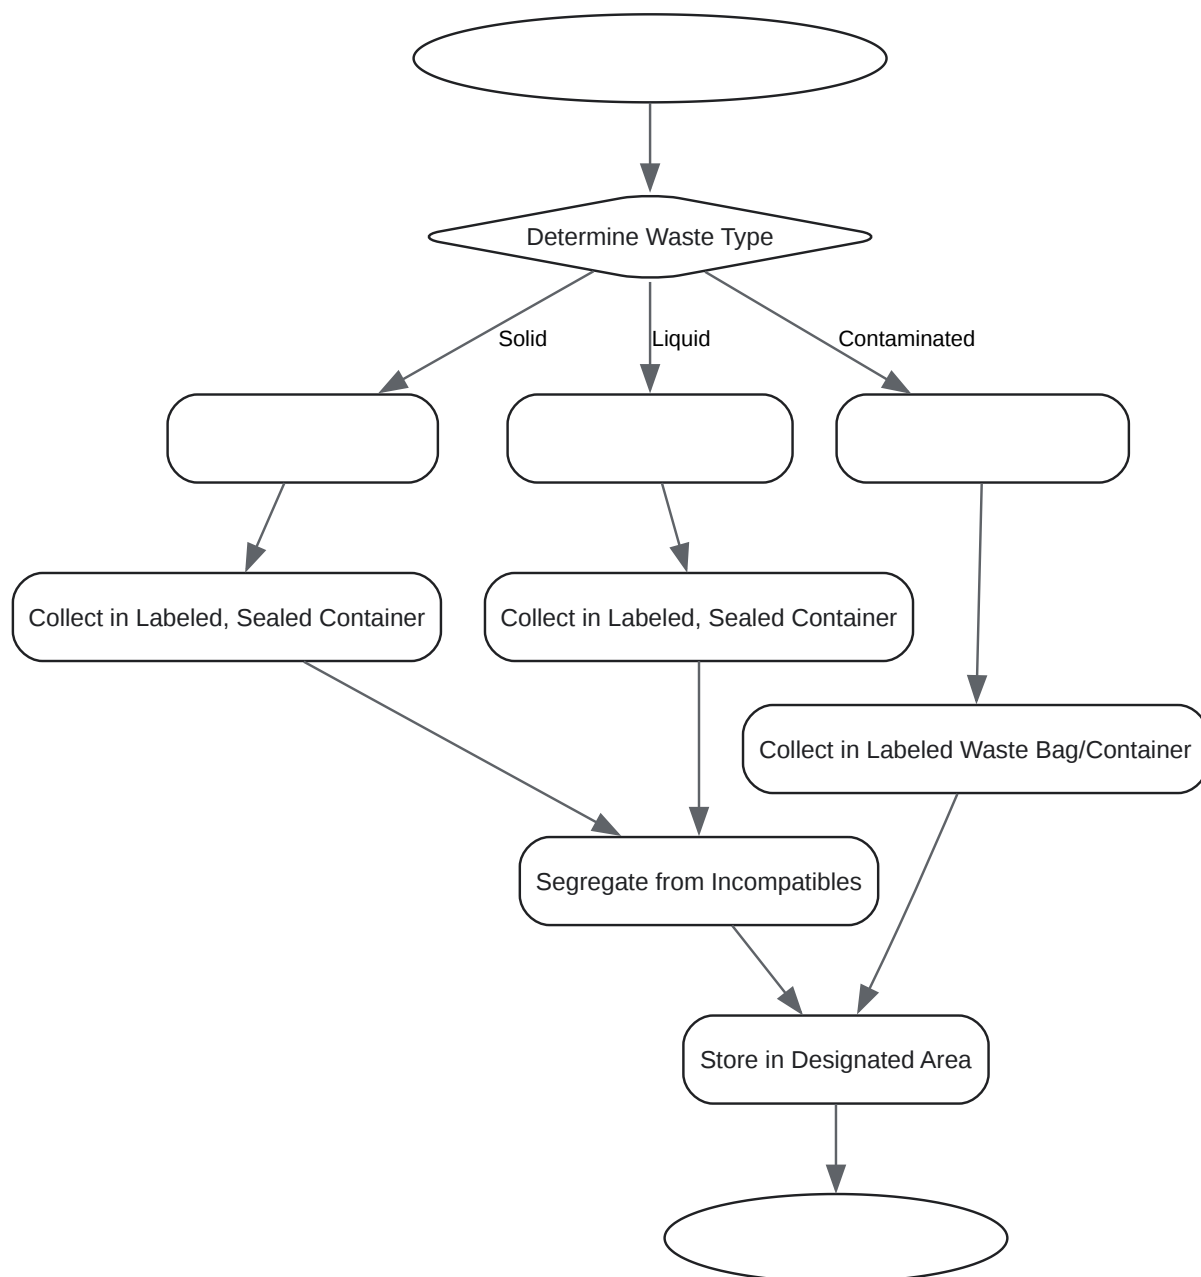 Determine Waste Type
Solid
Liquid
Contaminated
Collect in Labeled, Sealed Container
Collect in Labeled, Sealed Container
Collect in Labeled Waste Bag/Container
Segregate from Incompatibles
Store in Designated Area